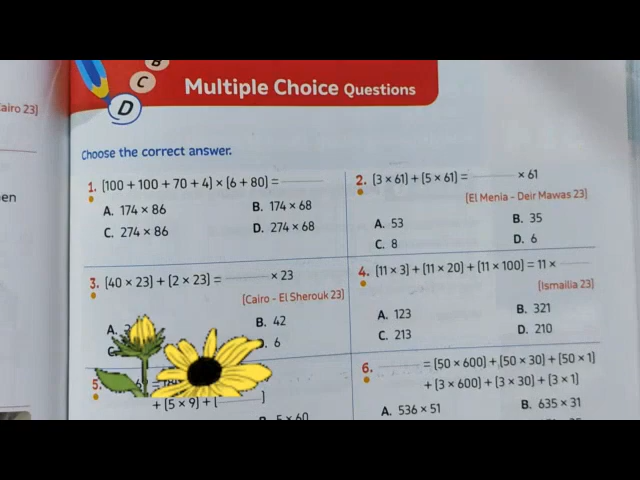 B
C
D
Multiple Choice Questions
airo 23]
en
Choose the correct answer.
1. (100 + 100 + 70 + 4) × (6 + 80) =
A. 174 × 86
B. 174 × 68
C. 274 × 86
D. 274 × 68
2. (3 × 61) + (5 × 61) = × 61
[El Menia - Deir Mawas 23]
A. 53
B. 35
C. 8
D. 6
3. (40 × 23) + (2 × 23) = × 23
[Cairo - El Sherouk 23]
A.
B. 42
C.
. 6
4. (11 × 3) + (11 × 20) + (11 × 100) = 11 ×
[Ismailia 23]
A. 123
B. 321
C. 213
D. 210
5.
+ (5 × 9) + ( )
B. 5 × 60
6. = (50 × 600) + (50 × 30) + (50 × 1)
+ (3 × 600) + (3 × 30) + (3 × 1)
A. 536 × 51
B. 635 × 31